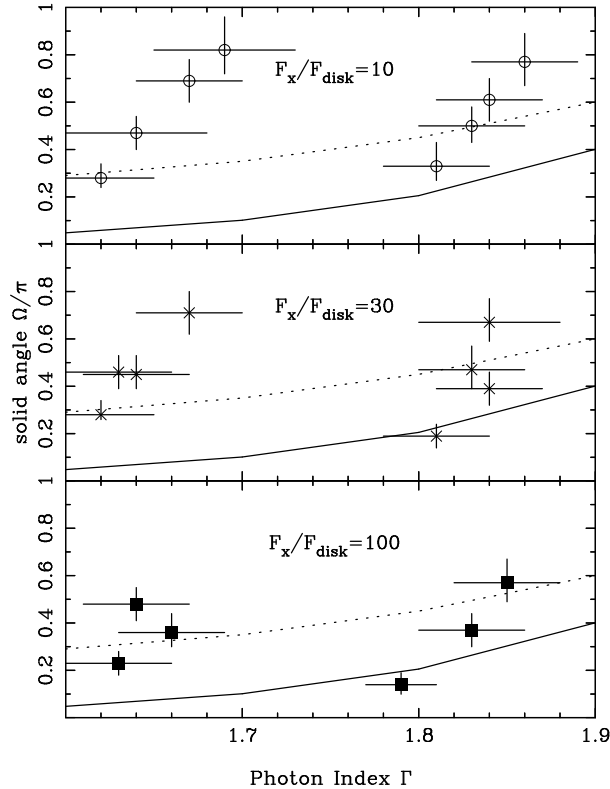 1
0.8
0.6
0.4
0.2
F_x/F_disk=10
1
0.8
0.6
0.4
0.2
F_x/F_disk=30
solid angle Ω/π
1
0.8
0.6
0.4
0.2
F_x/F_disk=100
1.7 1.8 1.9
Photon Index Γ